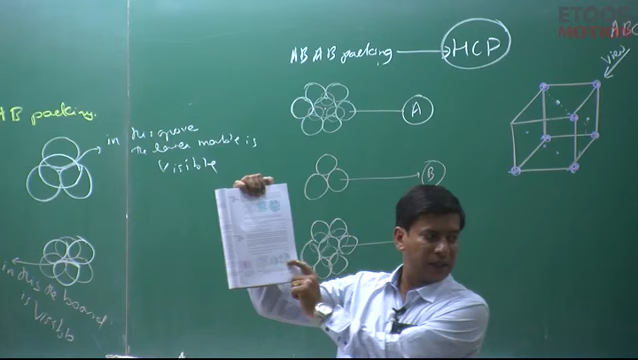 ETOOS
ABAB packing HCP
AB packing.
in this groove
the lower marble is
visible
A
B
in this the board
is visible
View